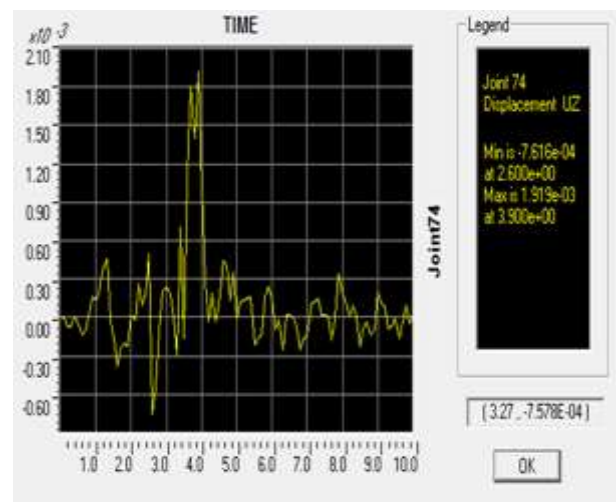 TIME
x10 -3
2.10
1.80
1.50
1.20
0.90
0.60
0.30
0.00
-0.30
-0.60
1.0 2.0 3.0 4.0 5.0 6.0 7.0 8.0 9.0 10.0
Joint74
Legend
Joint 74
Displacement UZ
Min is -7.616e-04
at 2.600e+00
Max is 1.919e-03
at 3.900e+00
( 3.27 , -7.578E-04 )
OK